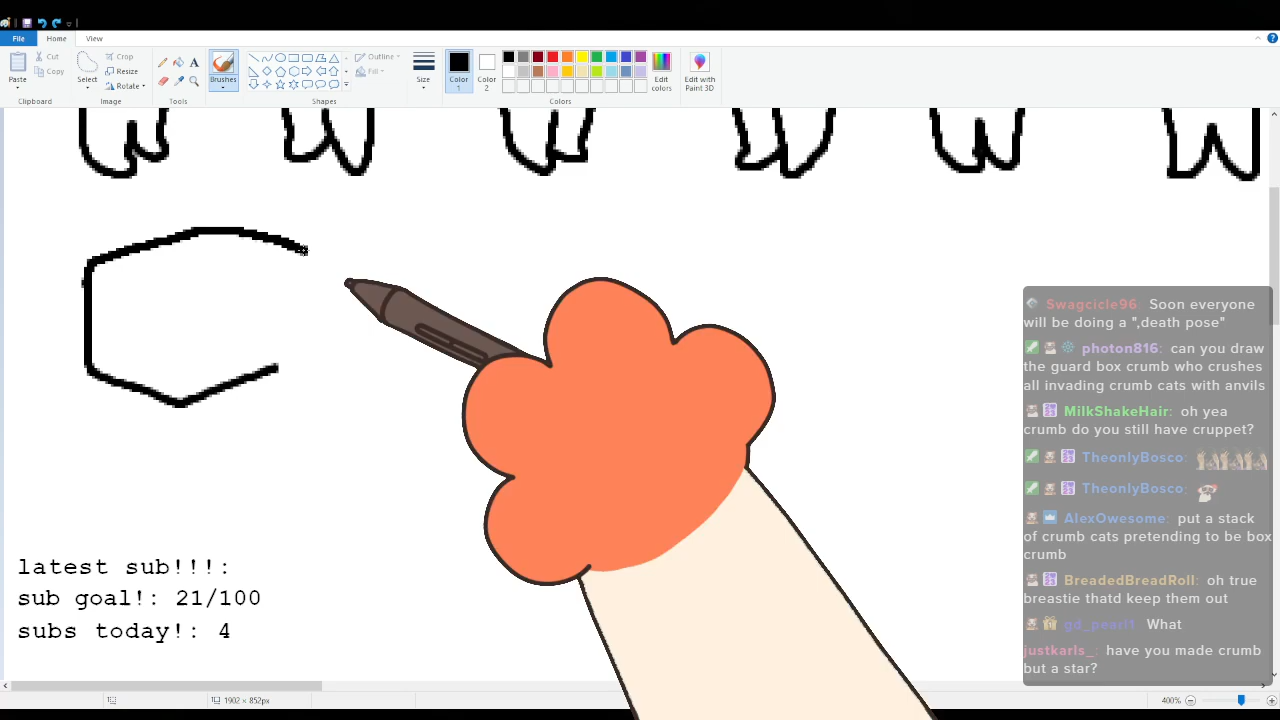 File
Home
View
Cut
Crop
Outline
Copy
Resize
Fill
Rotate
Paste
Select
Brushes
Size
Color
1
Color
2
Edit
colors
Edit with
Paint 3D
Clipboard
Image
Tools
Shapes
Colors
Swagcicle96: Soon everyone
will be doing a ",death pose"
photon816: can you draw
the guard box crumb who crushes
all invading crumb cats with anvils
MilkShakeHair: oh yea
crumb do you still have cruppet?
TheonlyBosco:
TheonlyBosco:
AlexOwesome: put a stack
of crumb cats pretending to be box
crumb
BreadedBreadRoll: oh true
breastie thatd keep them out
gd_pearl1 What
justkarls_: have you made crumb
but a star?
latest sub!!!:
sub goal!: 21/100
subs today!: 4
1902 × 852px
400%